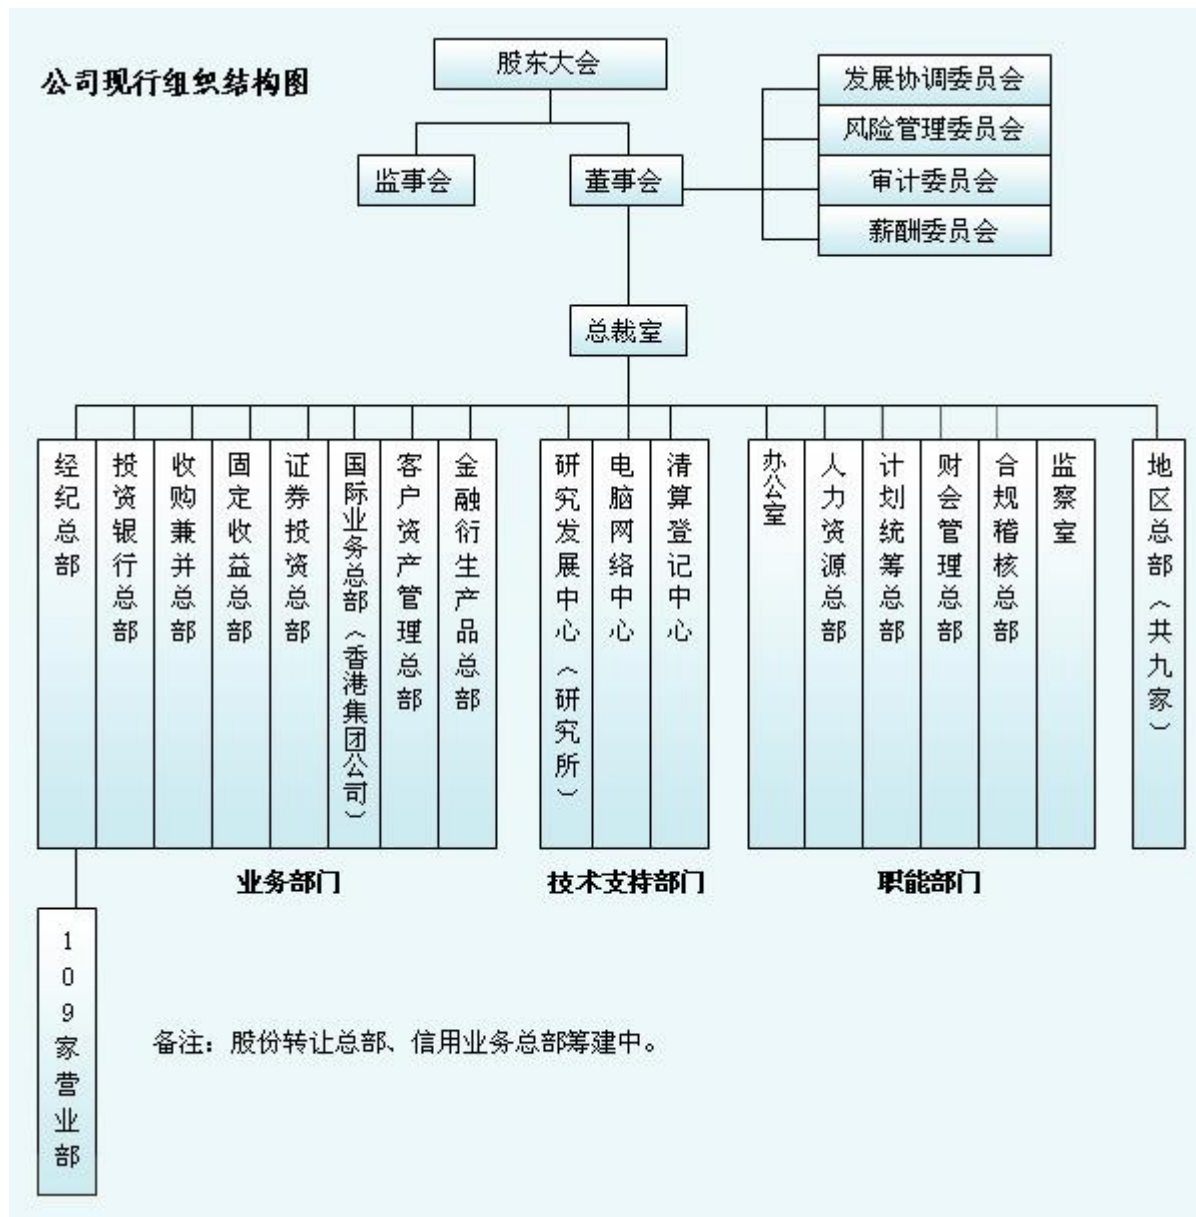 公司现行组织结构图
股东大会
监事会
董事会
发展协调委员会
风险管理委员会
审计委员会
薪酬委员会
总裁室
经纪总部
投资银行总部
收购兼并总部
固定收益总部
证券投资总部
国际业务总部（香港集团公司）
客户资产管理总部
金融衍生产品总部
研究发展中心（研究所）
电脑网络中心
清算登记中心
办公室
人力资源总部
计划统筹总部
财会管理总部
合规稽核总部
监察室
地区总部（共九家）
业务部门
技术支持部门
职能部门
109家营业部
备注：股份转让总部、信用业务总部筹建中。